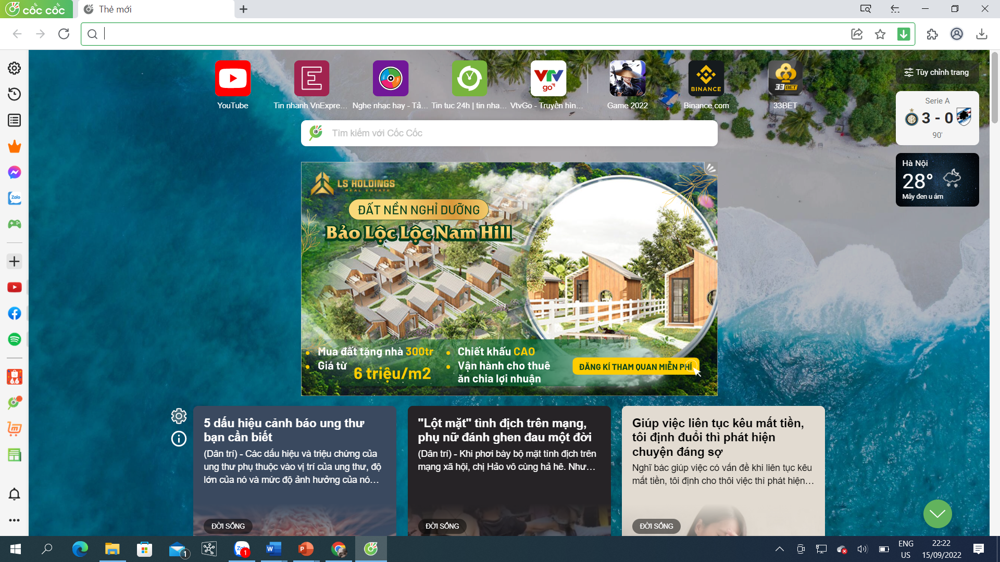 cốc cốc
Thẻ mới
YouTube
Tin nhanh VnExpre...
Nghe nhạc hay - Tả...
Tin tuc 24h | tin nha...
VTV
go
VtvGo - Truyền hìn...
Game 2022
BINANCE
Binance.com
33BET
33BET
Tùy chỉnh trang
Serie A
3 - 0
90'
Tìm kiếm với Cốc Cốc
Hà Nội
28°
Mây đen u ám
LS HOLDINGS
REAL ESTATE
ĐẤT NỀN NGHỈ DƯỠNG
Bảo Lộc Lộc Nam Hill
Mua đất tặng nhà 300tr
Giá từ
6 triệu/m2
Chiết khấu CAO
Vận hành cho thuê
ăn chia lợi nhuận
ĐĂNG KÍ THAM QUAN MIỄN PHÍ
Zalo
6.6
5 dấu hiệu cảnh báo ung thư
bạn cần biết
(Dân trí) - Các dấu hiệu và triệu chứng của
ung thư phụ thuộc vào vị trí của ung thư, độ
lớn của nó và mức độ ảnh hưởng của nó...
ĐỜI SỐNG
"Lột mặt" tình địch trên mạng,
phụ nữ đánh ghen đau một đời
(Dân trí) - Khi phơi bày bộ mặt tình địch trên
mạng xã hội, chị Hảo vô cùng hả hê. Như...
ĐỜI SỐNG
Giúp việc liên tục kêu mất tiền,
tôi định đuổi thì phát hiện
chuyện đáng sợ
Nghĩ bác giúp việc có vấn đề khi liên tục kêu
mất tiền, tôi định cho thôi việc thì phát hiện...
ĐỜI SỐNG
1
1
ENG
US
22:22
15/09/2022